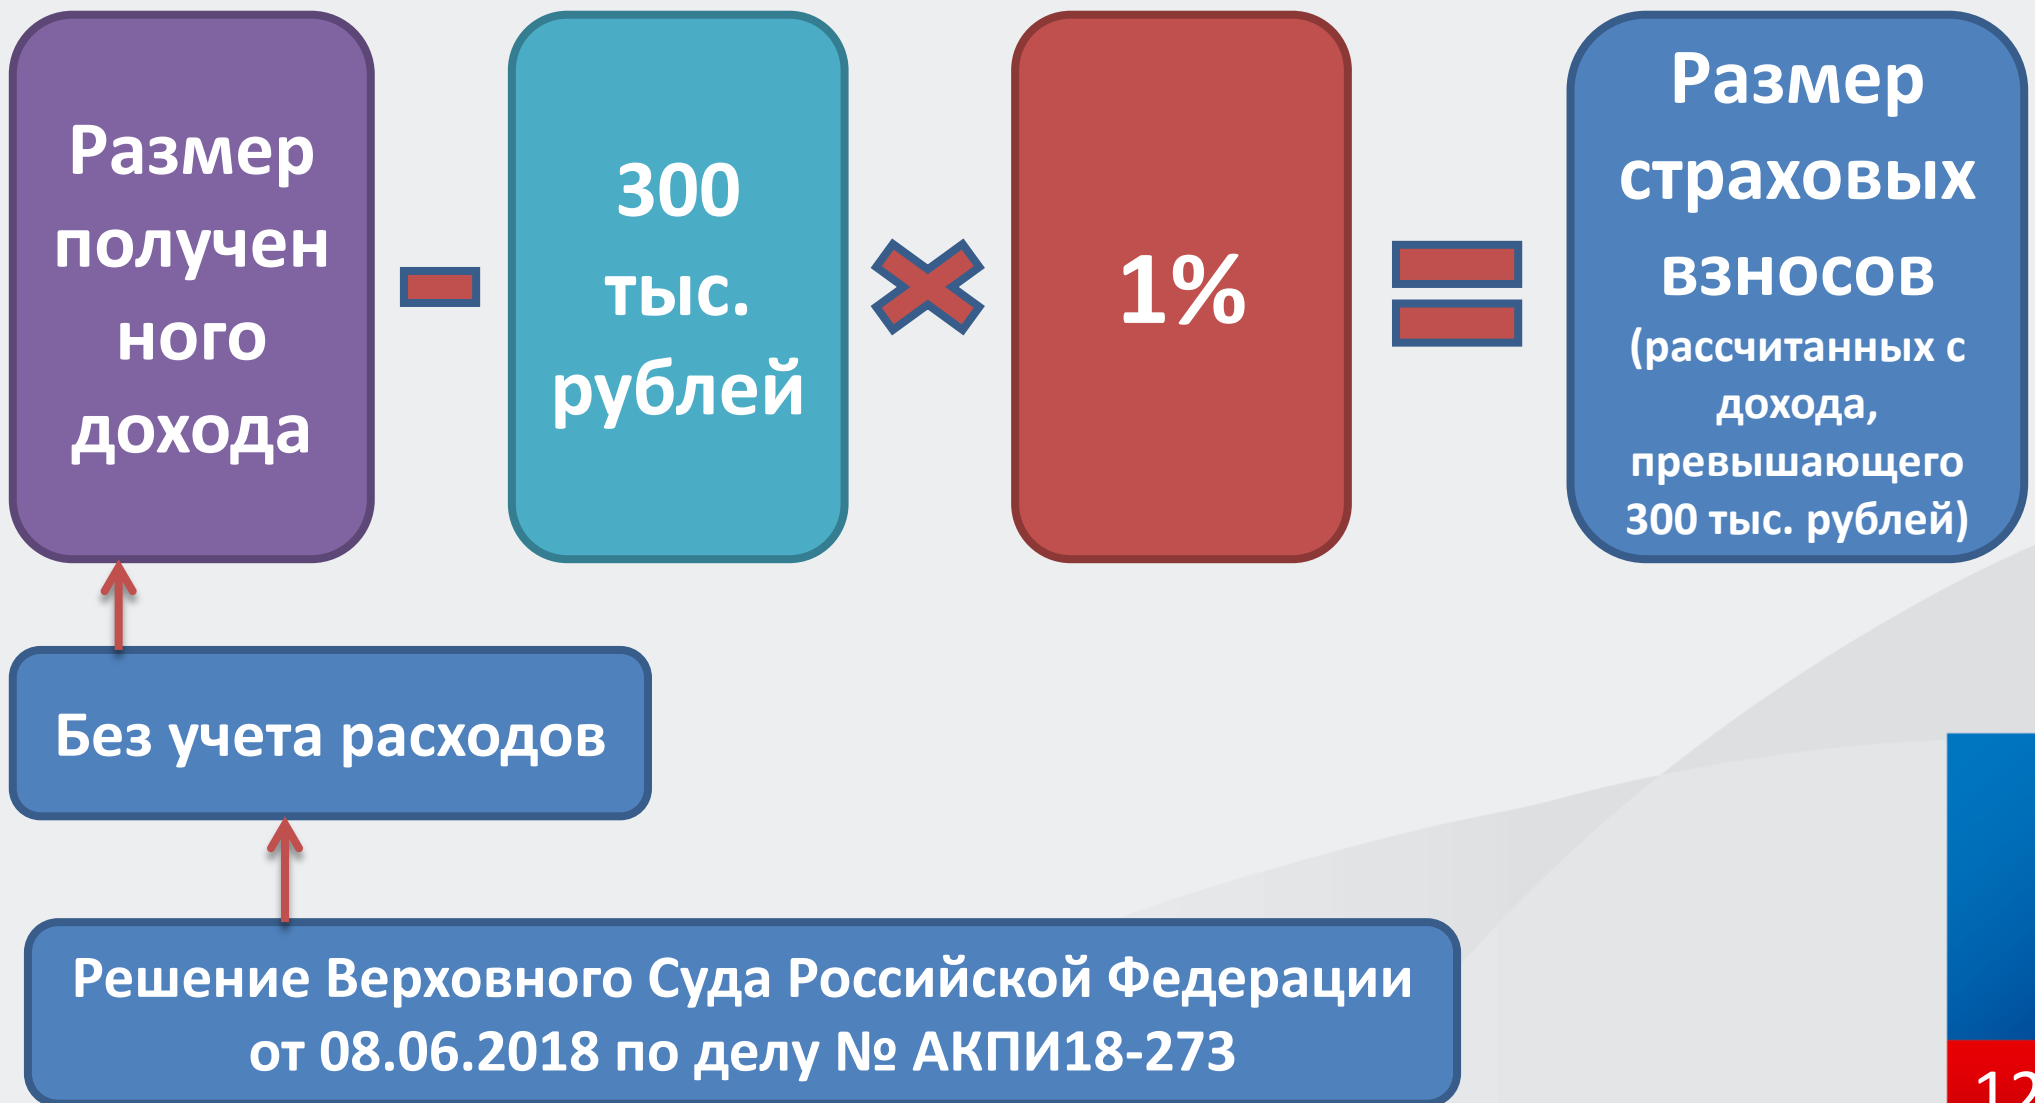 Размер
получен
ного
дохода
300
тыс.
рублей
1%
Размер
страховых
взносов
(рассчитанных с
дохода,
превышающего
300 тыс. рублей)
Без учета расходов
Решение Верховного Суда Российской Федерации
от 08.06.2018 по делу № АКПИ18-273
12